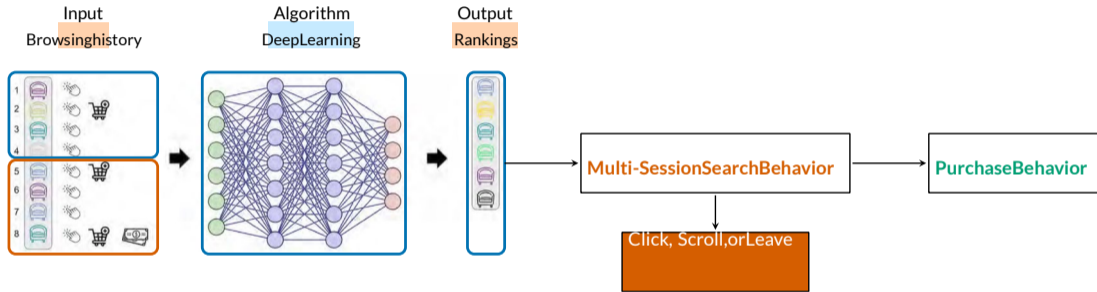 Input
Browsinghistory
Algorithm
DeepLearning
Output
Rankings
1
2
3
4
5
6
7
8
Multi-SessionSearchBehavior
PurchaseBehavior
Click, Scroll,orLeave